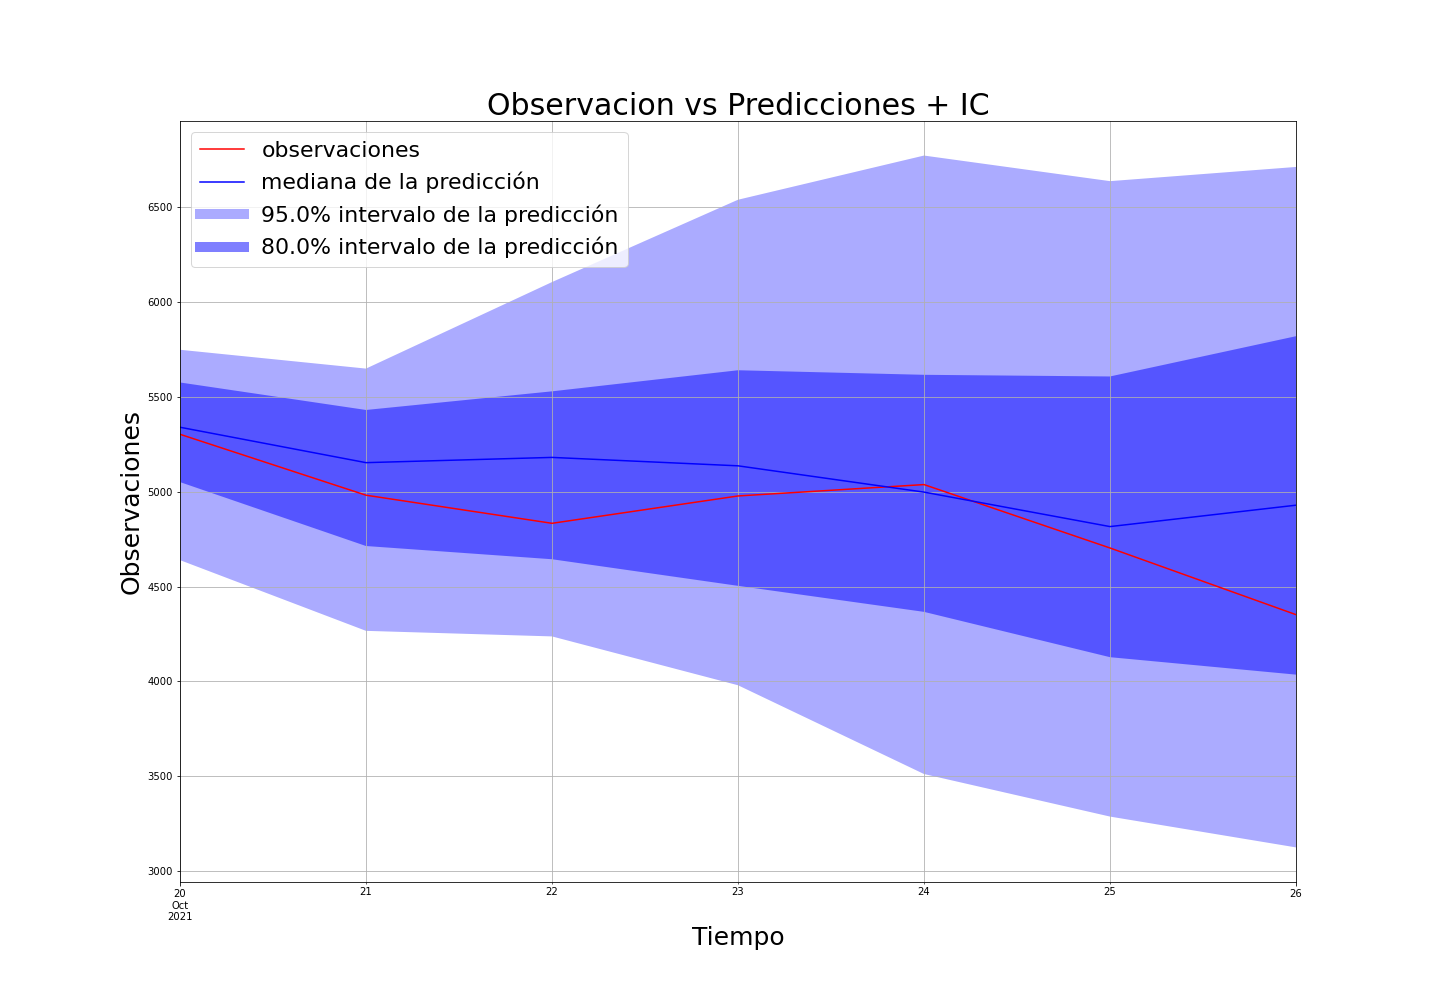 Observacion vs Predicciones + IC
observaciones
mediana de la predicción
95.0% intervalo de la predicción
80.0% intervalo de la predicción
Observaciones
6500
6000
5500
5000
4500
4000
3500
3000
20 21 22 23 24 25 26
Oct
2021
Tiempo